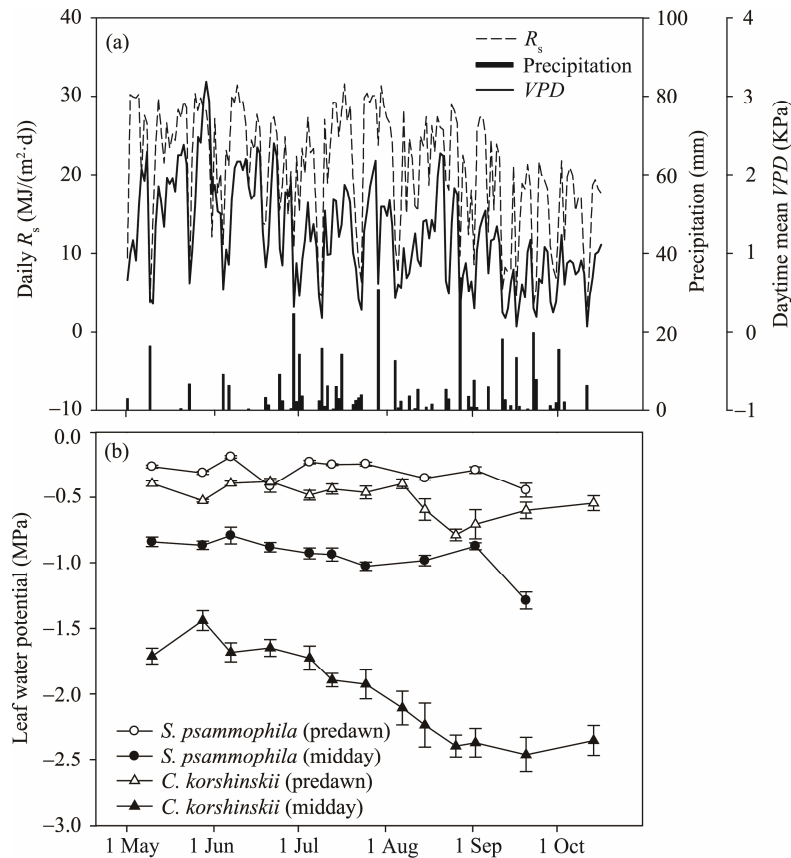 (a)
Rs
Precipitation
VPD
40
30
20
10
0
−10
Daily Rs (MJ/(m²·d))
100
80
60
40
20
0
Precipitation (mm)
4
3
2
1
0
−1
Daytime mean VPD (KPa)
(b)
0.0
−0.5
−1.0
−1.5
−2.0
−2.5
−3.0
Leaf water potential (MPa)
S. psammophila (predawn)
S. psammophila (midday)
C. korshinskii (predawn)
C. korshinskii (midday)
1 May 1 Jun 1 Jul 1 Aug 1 Sep 1 Oct